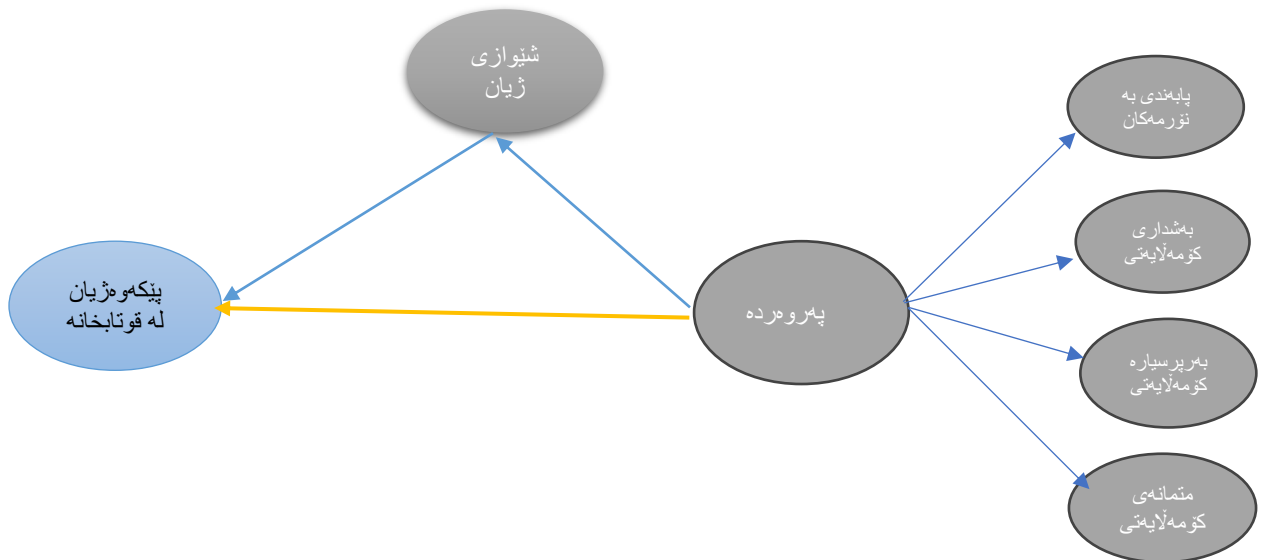 شێوازی
ژیان
پابەندی بە
نۆرمەکان
بەشداری
کۆمەڵایەتی
پێکەوەژیان
لە قوتابخانە
پەروەردە
بەرپرسیارە
کۆمەڵایەتی
متمانەی
کۆمەڵایەتی